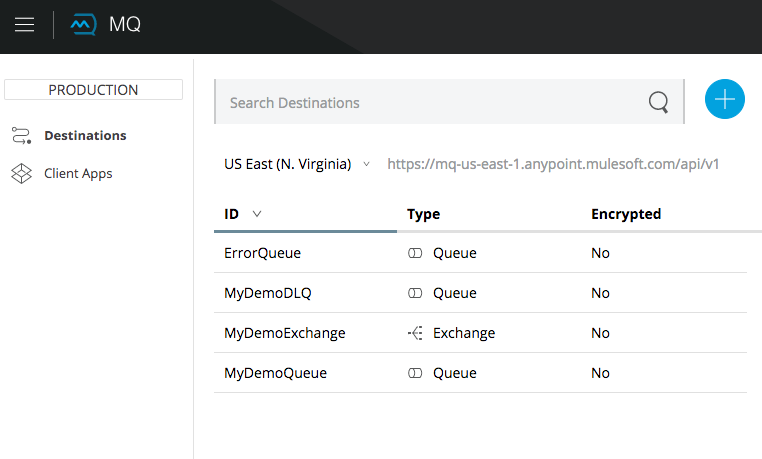 MQ
PRODUCTION
Destinations
Client Apps
Search Destinations
US East (N. Virginia) https://mq-us-east-1.anypoint.mulesoft.com/api/v1
ID Type Encrypted
ErrorQueue Queue No
MyDemoDLQ Queue No
MyDemoExchange Exchange No
MyDemoQueue Queue No